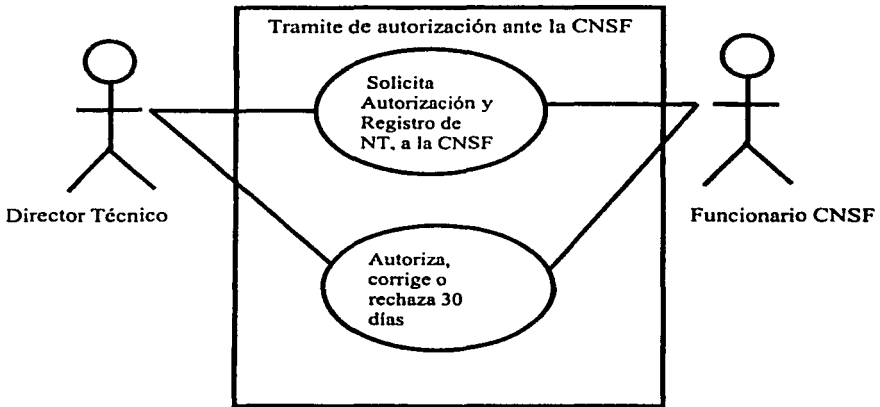 Tramite de autorización ante la CNSF
Solicita
Autorización y
Registro de
NT, a la CNSF
Director Técnico
Funcionario CNSF
Autoriza,
corrige o
rechaza 30
días